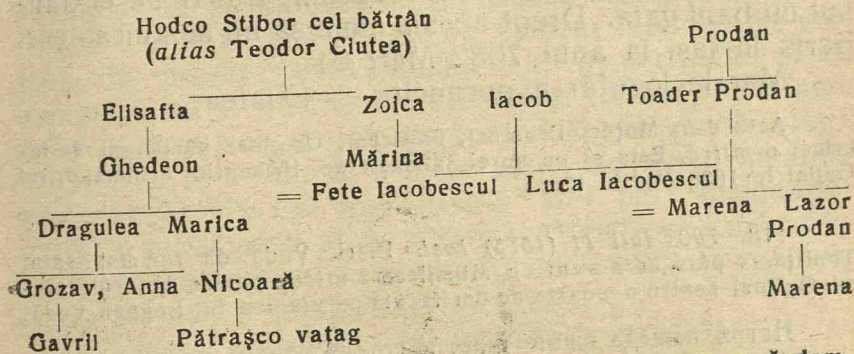 Hodco Stibor cel bătrân
(alias Teodor Ciutea)
Prodan
Elisafta Zoica Iacob Toader Prodan
Ghedeon Mărina
= Fete Iacobescul Luca Iacobescul
Dragulea Marica = Marena Lazor
Prodan
Grozav, Anna Nicoară Marena
Gavril Pătraşco vatag